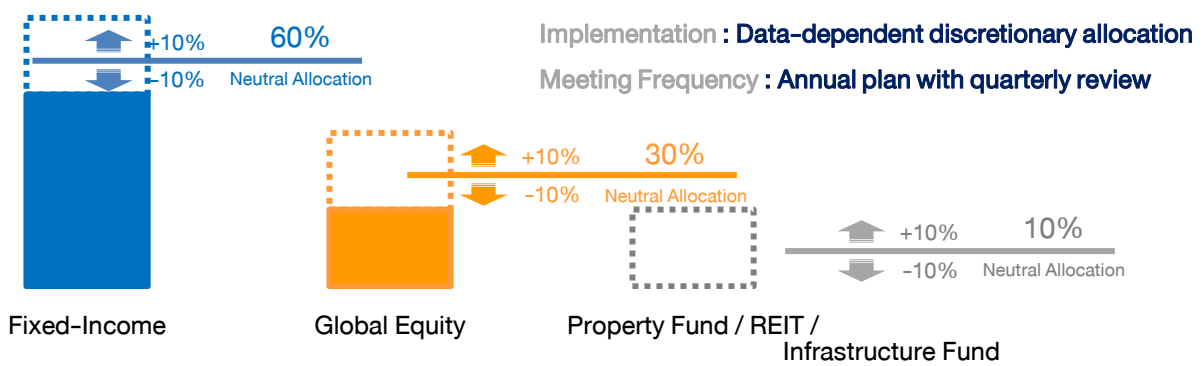 +10%
60%
-10%
Neutral Allocation
Implementation : Data-dependent discretionary allocation
Meeting Frequency : Annual plan with quarterly review
+10%
30%
-10%
Neutral Allocation
+10%
10%
-10%
Neutral Allocation
Fixed-Income
Global Equity
Property Fund / REIT /
Infrastructure Fund